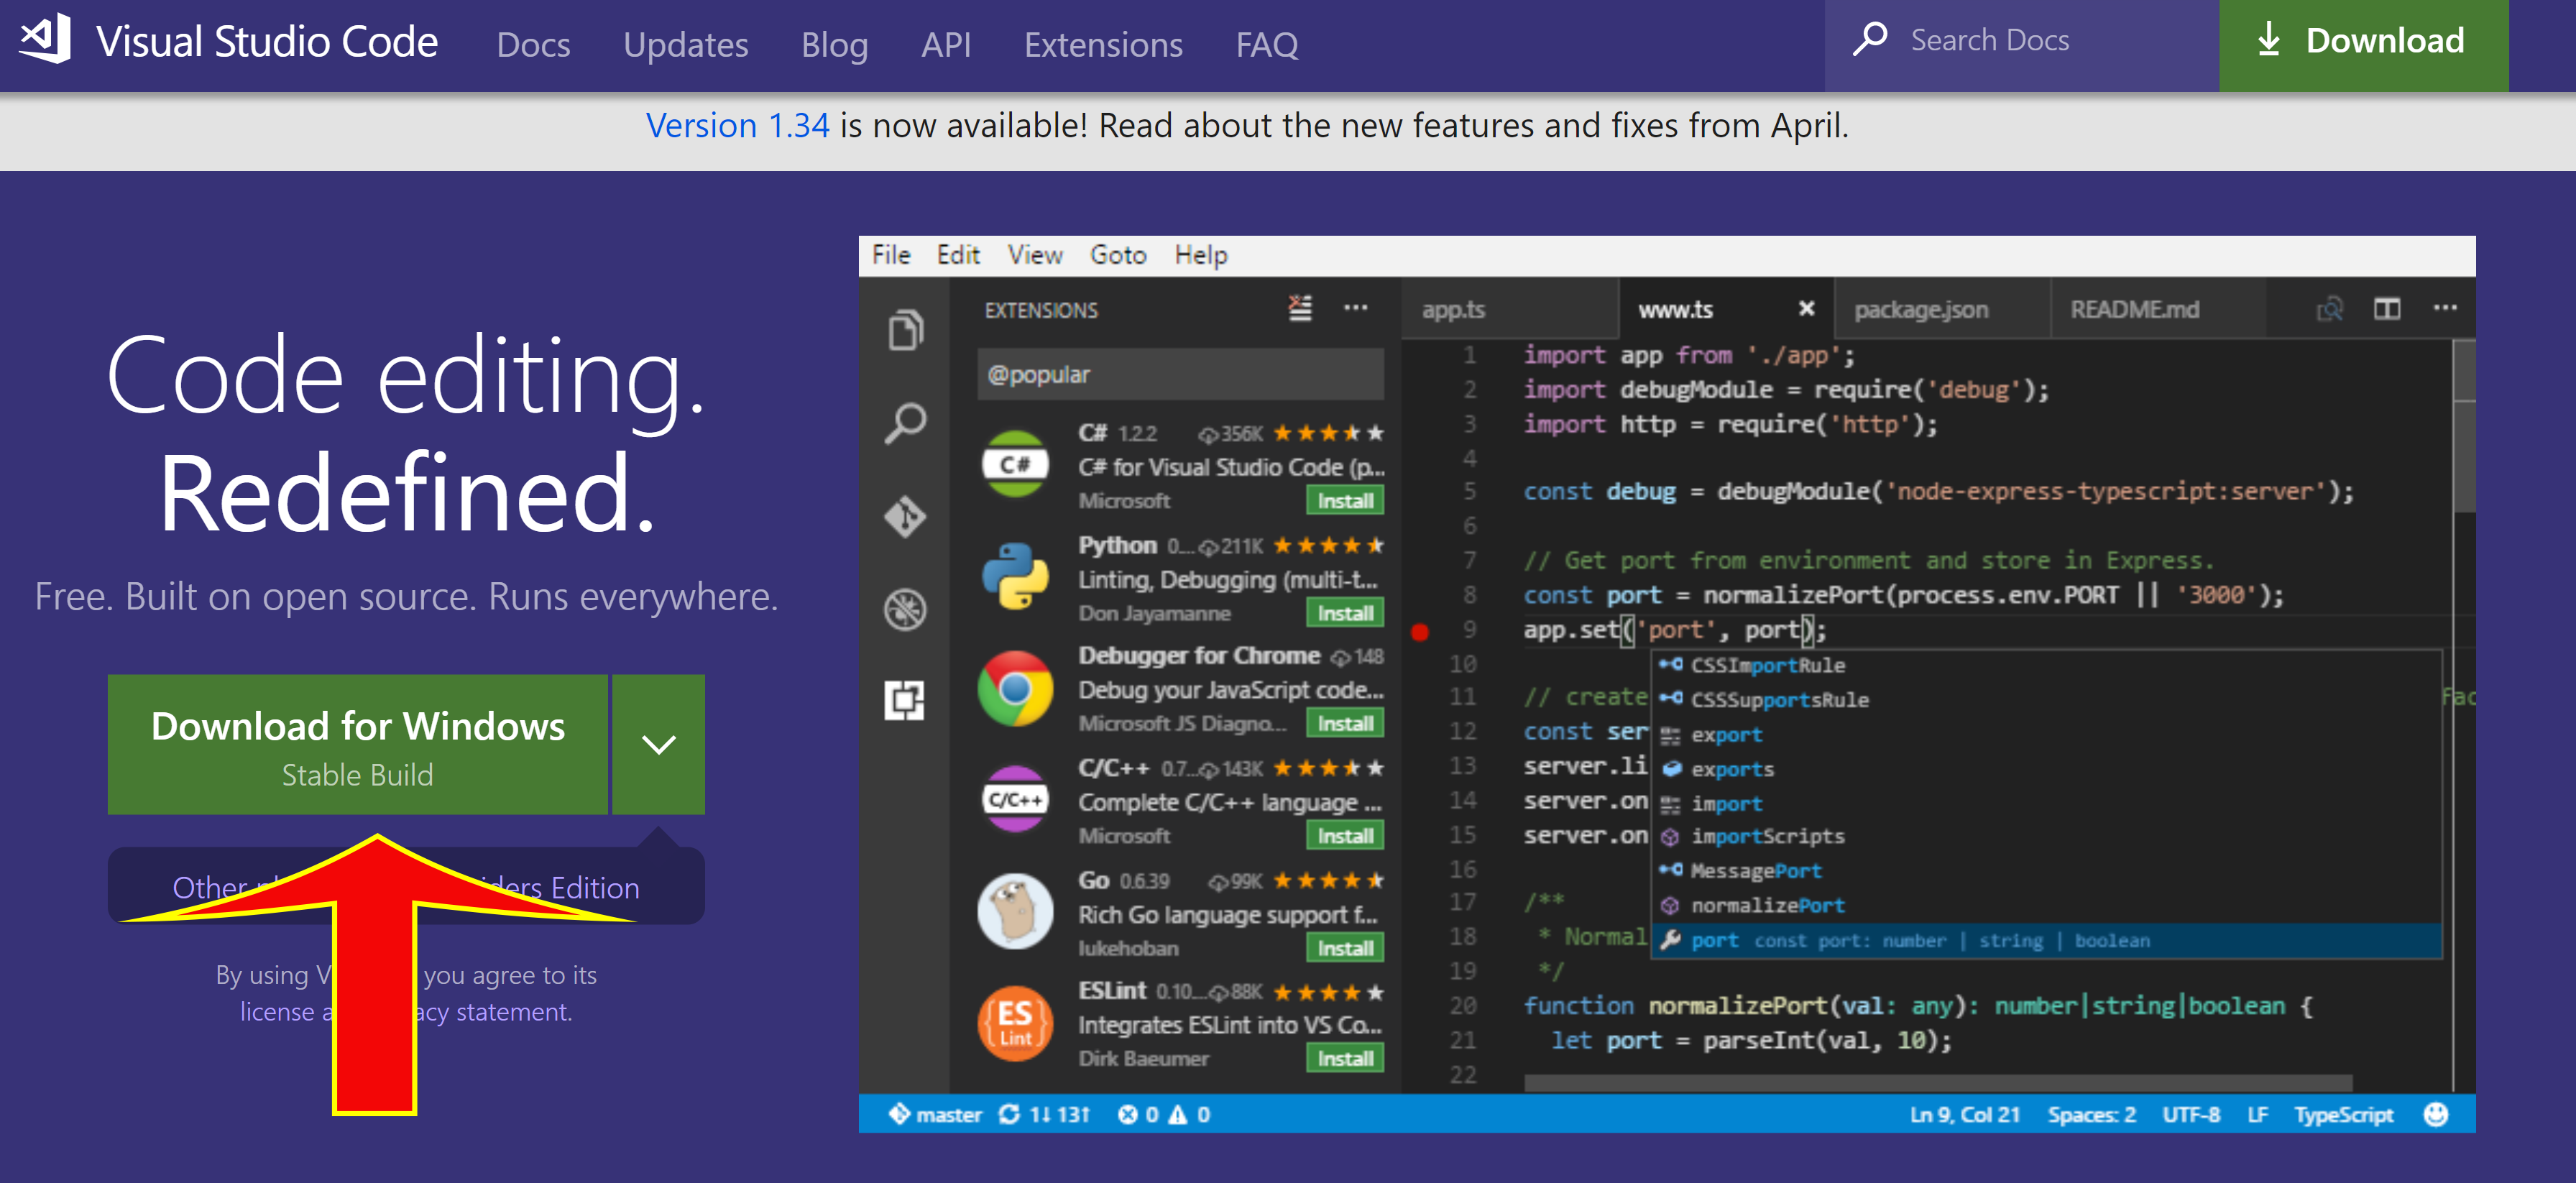 Visual Studio Code Docs Updates Blog API Extensions FAQ Search Docs Download
Version 1.34 is now available! Read about the new features and fixes from April.
Code editing.
Redefined.
Free. Built on open source. Runs everywhere.
Download for Windows
Stable Build
Other Edition
By using you agree to its
license statement.
File Edit View Goto Help
EXTENSIONS
@popular
C# 1.2.2 356K
C# for Visual Studio Code (p...
Microsoft Install
C#
Python 0.... 211K
Linting, Debugging (multi-t...
Don Jayamanne Install
Debugger for Chrome 148
Debug your JavaScript code...
Microsoft JS Diagno... Install
C/C++ 0.7... 143K
Complete C/C++ language ...
Microsoft Install
C/C++
Go 0.6.39 99K
Rich Go language support f...
lukehoban Install
ESLint 0.10.... 88K
Integrates ESLint into VS Co...
Dirk Baeumer Install
{ES}
Lint
app.ts www.ts package.json README.md
1 import app from './app';
2 import debugModule = require('debug');
3 import http = require('http');
4
5 const debug = debugModule('node-express-typescript:server');
6
7 // Get port from environment and store in Express.
8 const port = normalizePort(process.env.PORT || '3000');
9 app.set('port', port);
10
11 // create
12 const ser
13 server.li
14 server.on
15 server.on
16
17 /**
18 * Normal
19 */
20 function normalizePort(val: any): number|string|boolean {
21 let port = parseInt(val, 10);
22
CSSImportRule
CSSSupportsRule
export
exports
import
importScripts
MessagePort
normalizePort
port const port: number | string | boolean
master 1↓ 13↑ 0 0 Ln 9, Col 21 Spaces: 2 UTF-8 LF TypeScript